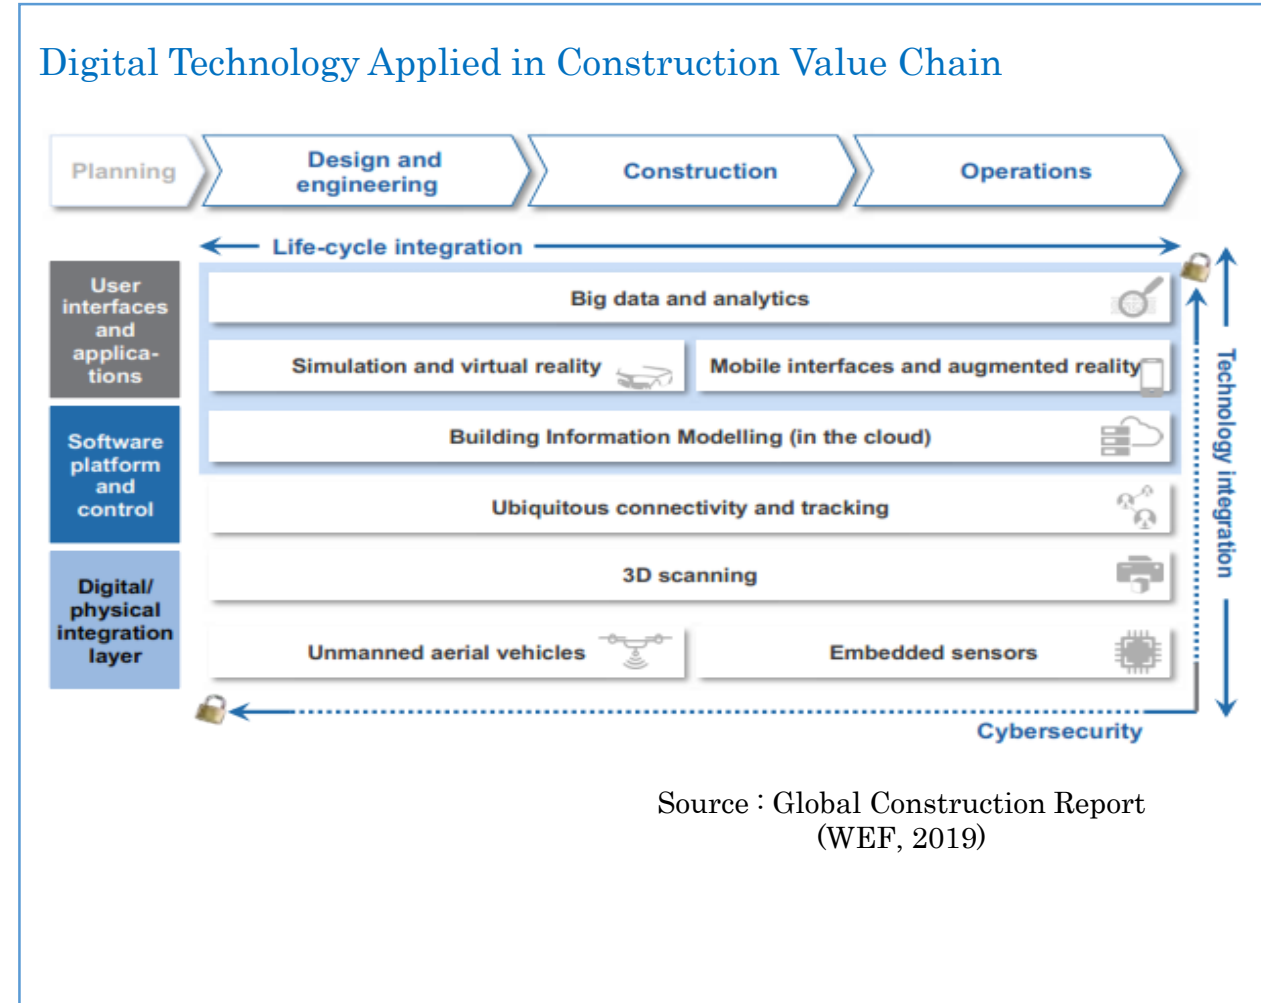 Digital Technology Applied in Construction Value Chain
Planning
Design and
engineering
Construction
Operations
Life-cycle integration
User
interfaces
and
applica-
tions
Big data and analytics
Simulation and virtual reality
Mobile interfaces and augmented reality
Software
platform
and
control
Building Information Modelling (in the cloud)
Ubiquitous connectivity and tracking
Digital/
physical
integration
layer
3D scanning
Unmanned aerial vehicles
Embedded sensors
Technology integration
Cybersecurity
Source : Global Construction Report
(WEF, 2019)